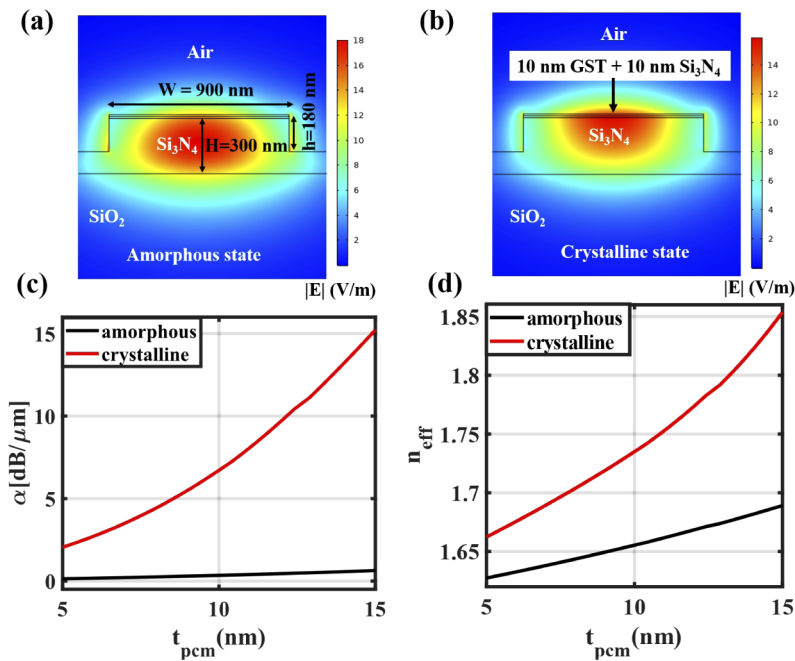 (a)
Air
W = 900 nm
h=180 nm
Si₃N₄
H=300 nm
SiO₂
Amorphous state
18
16
14
12
10
8
6
4
2
|E| (V/m)
(b)
Air
10 nm GST + 10 nm Si₃N₄
Si₃N₄
SiO₂
Crystalline state
14
12
10
8
6
4
2
|E| (V/m)
(c)
amorphous
crystalline
α[dB/μm]
15
10
5
0
5
10
15
t_pcm(nm)
(d)
amorphous
crystalline
n_eff
1.85
1.8
1.75
1.7
1.65
5
10
15
t_pcm(nm)